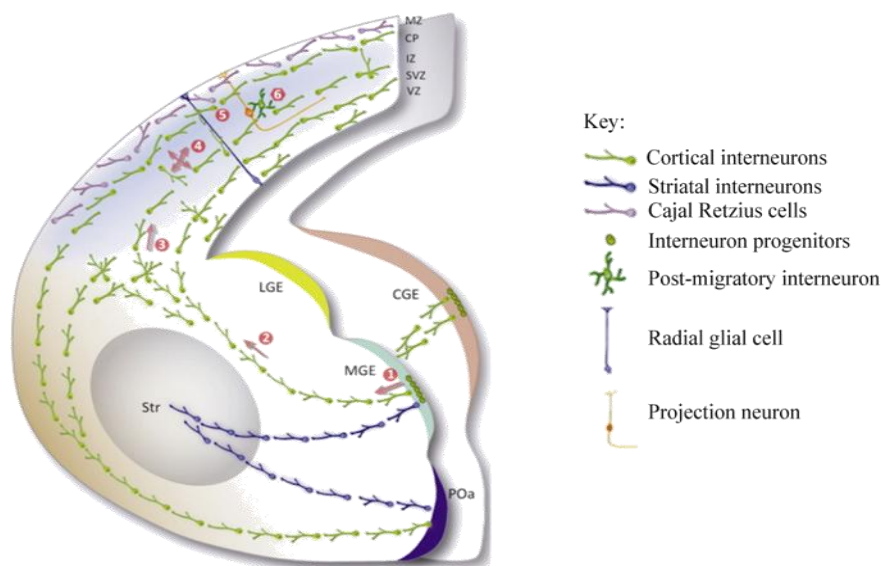 MZ
CP
IZ
SVZ
VZ
6
5
4
3
LGE
CGE
2
MGE
1
Str
POa
Key:
Cortical interneurons
Striatal interneurons
Cajal Retzius cells
Interneuron progenitors
Post-migratory interneuron
Radial glial cell
Projection neuron